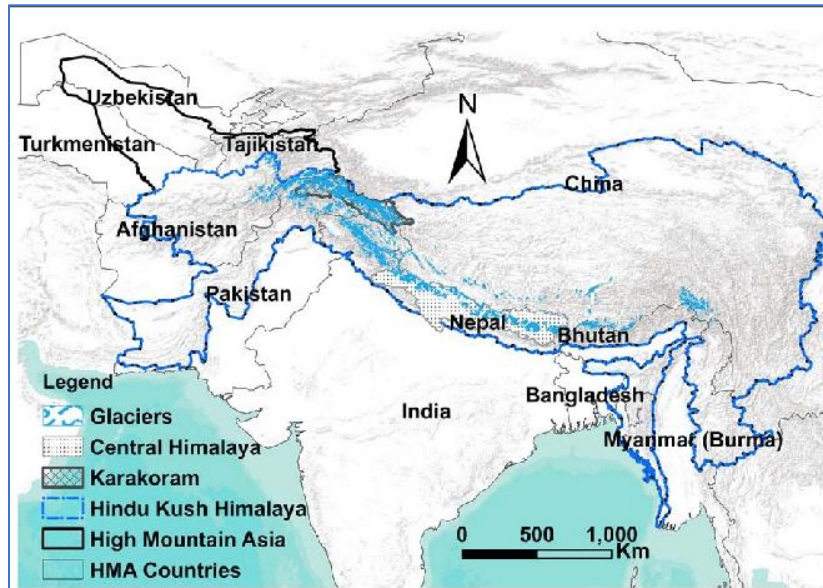 Uzbekistan
N
Turkmenistan
Tajikistan
China
Afghanistan
Pakistan
Nepal
Bhutan
Legend
Bangladesh
India
Glaciers
Central Himalaya
Myanmar (Burma)
Karakoram
Hindu Kush Himalaya
0 500 1,000
High Mountain Asia
Km
HMA Countries